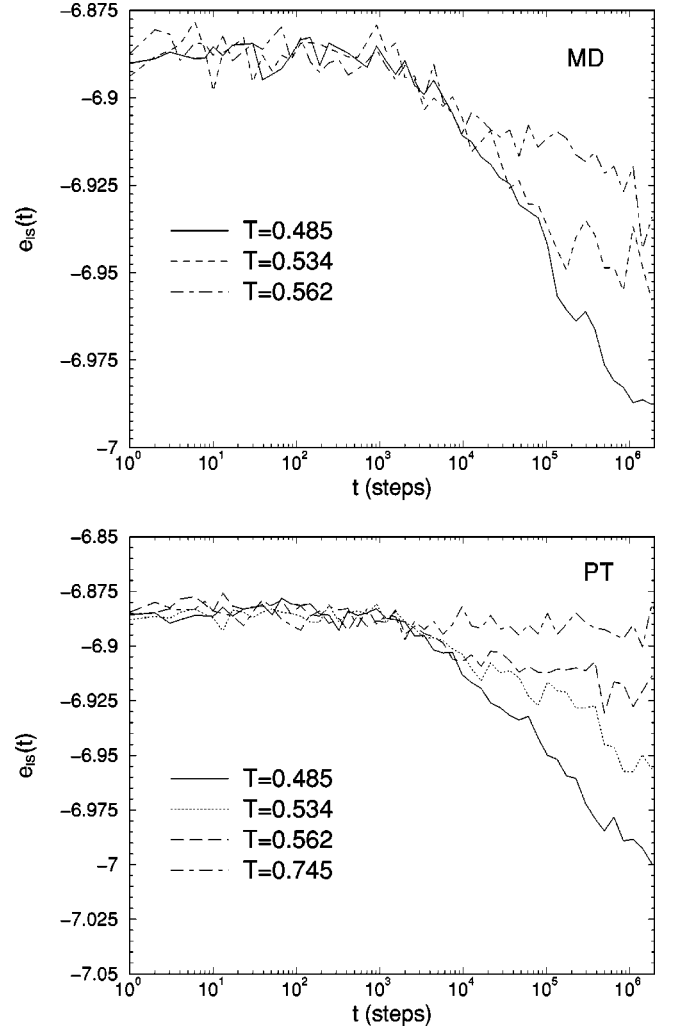 MD
-6.9
-6.925
-6.95
-6.975
-7
e_IS(t)
T=0.485
T=0.534
T=0.562
10^0 10^1 10^2 10^3 10^4 10^5 10^6
t (steps)
PT
-6.85
-6.875
-6.9
-6.925
-6.95
-6.975
-7
-7.025
-7.05
e_IS(t)
T=0.485
T=0.534
T=0.562
T=0.745
10^0 10^1 10^2 10^3 10^4 10^5 10^6
t (steps)